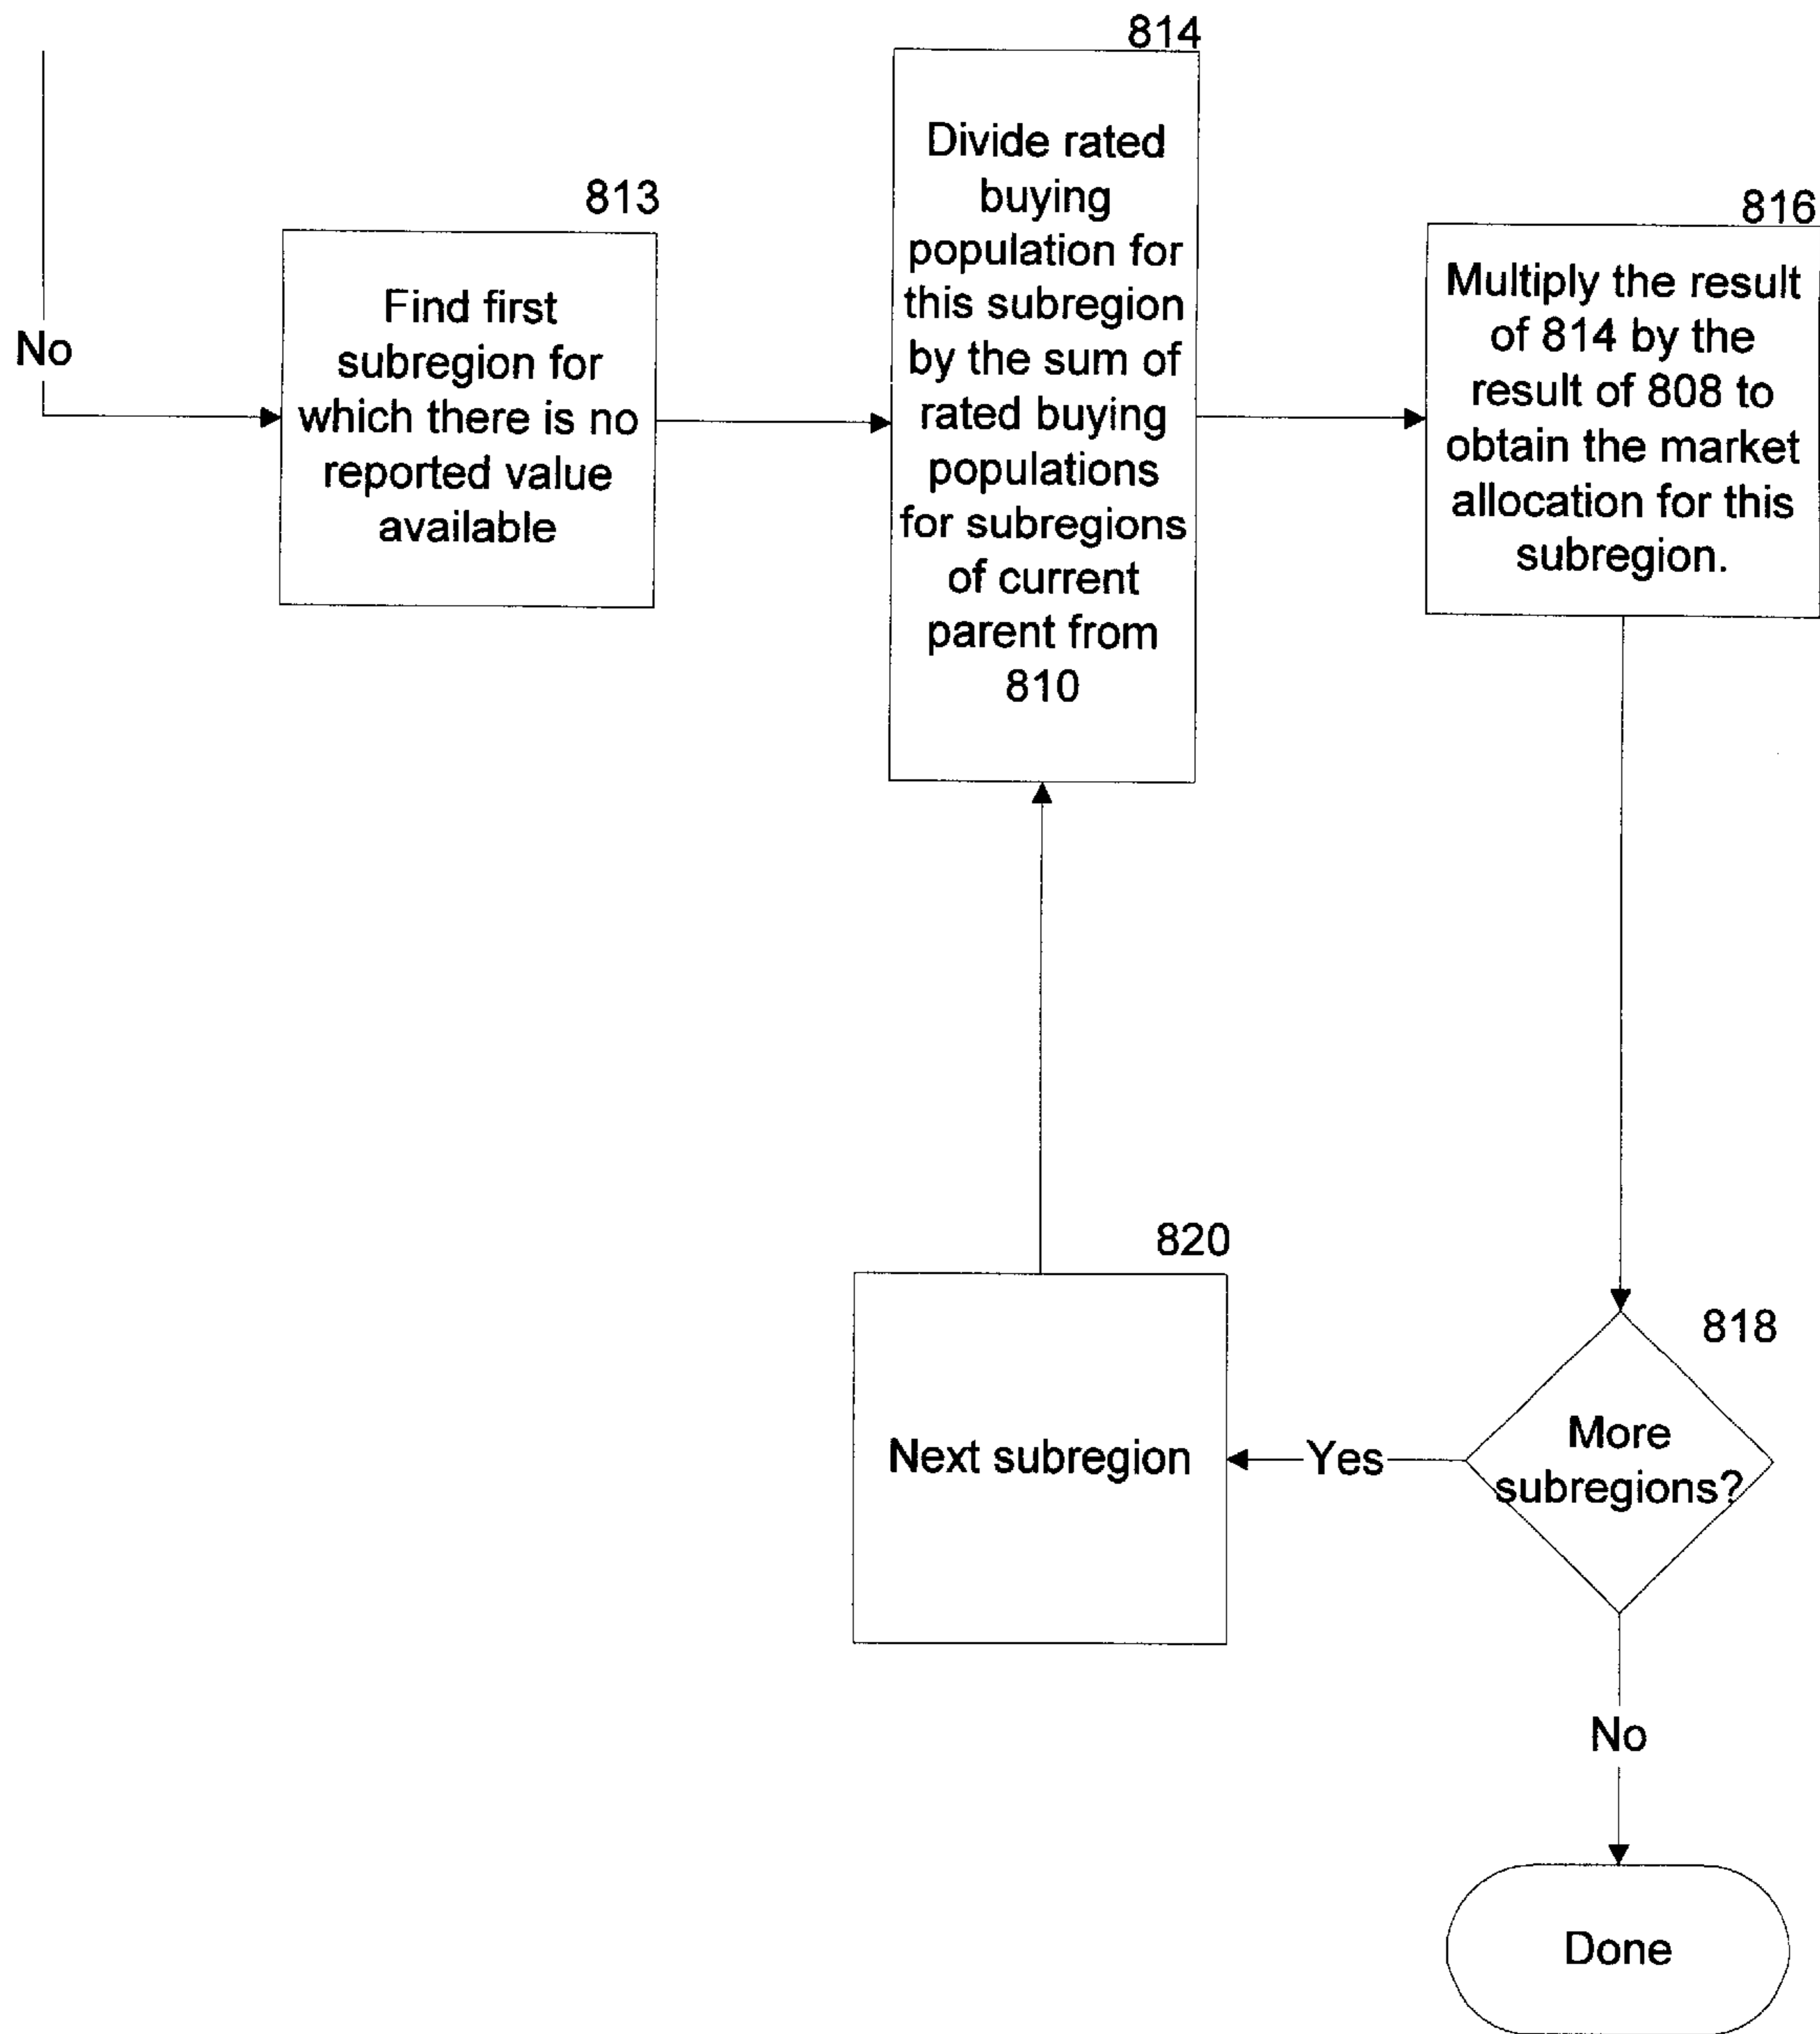 No
813
Find first
subregion for
which there is no
reported value
available
814
Divide rated
buying
population for
this subregion
by the sum of
rated buying
populations
for subregions
of current
parent from
810
816
Multiply the result
of 814 by the
result of 808 to
obtain the market
allocation for this
subregion.
818
More
subregions?
Yes
820
Next subregion
No
Done